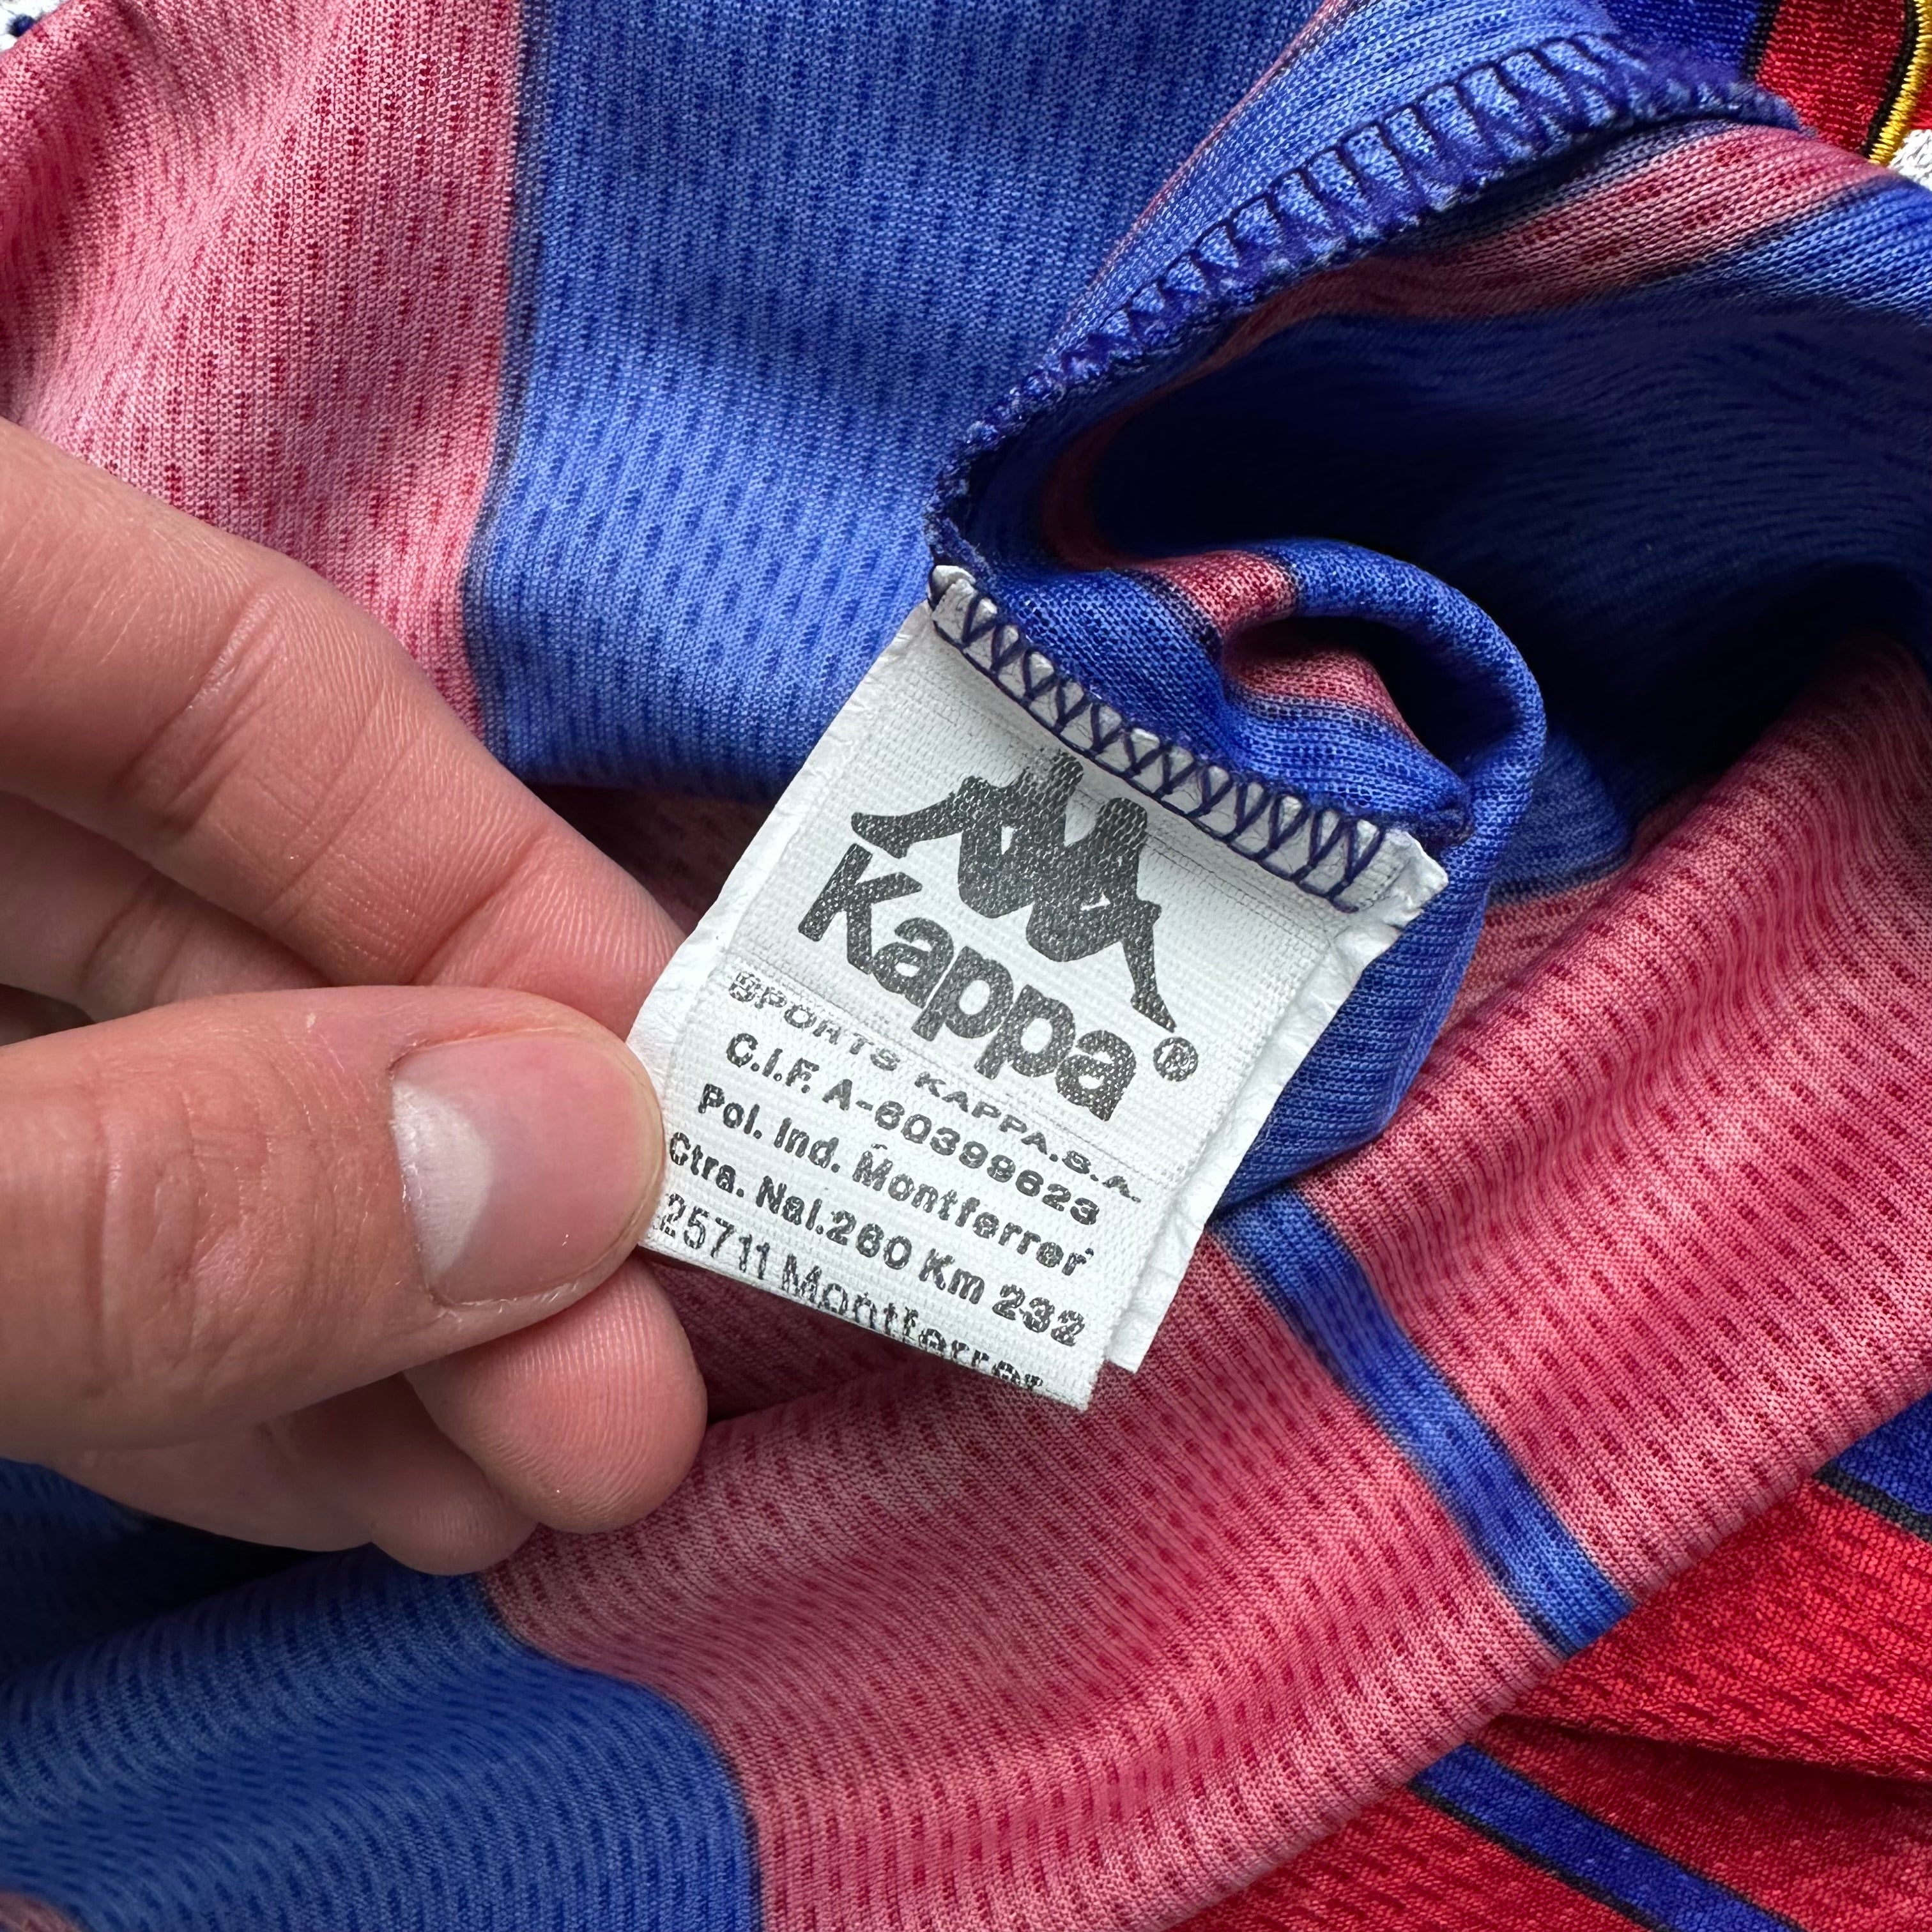 Kappa®
SPORTS KAPPA.S.A.
C.I.F. A-60399623
Pol. Ind. Montferrer
Ctra. Nal.260 Km 232
25711 Montferrer